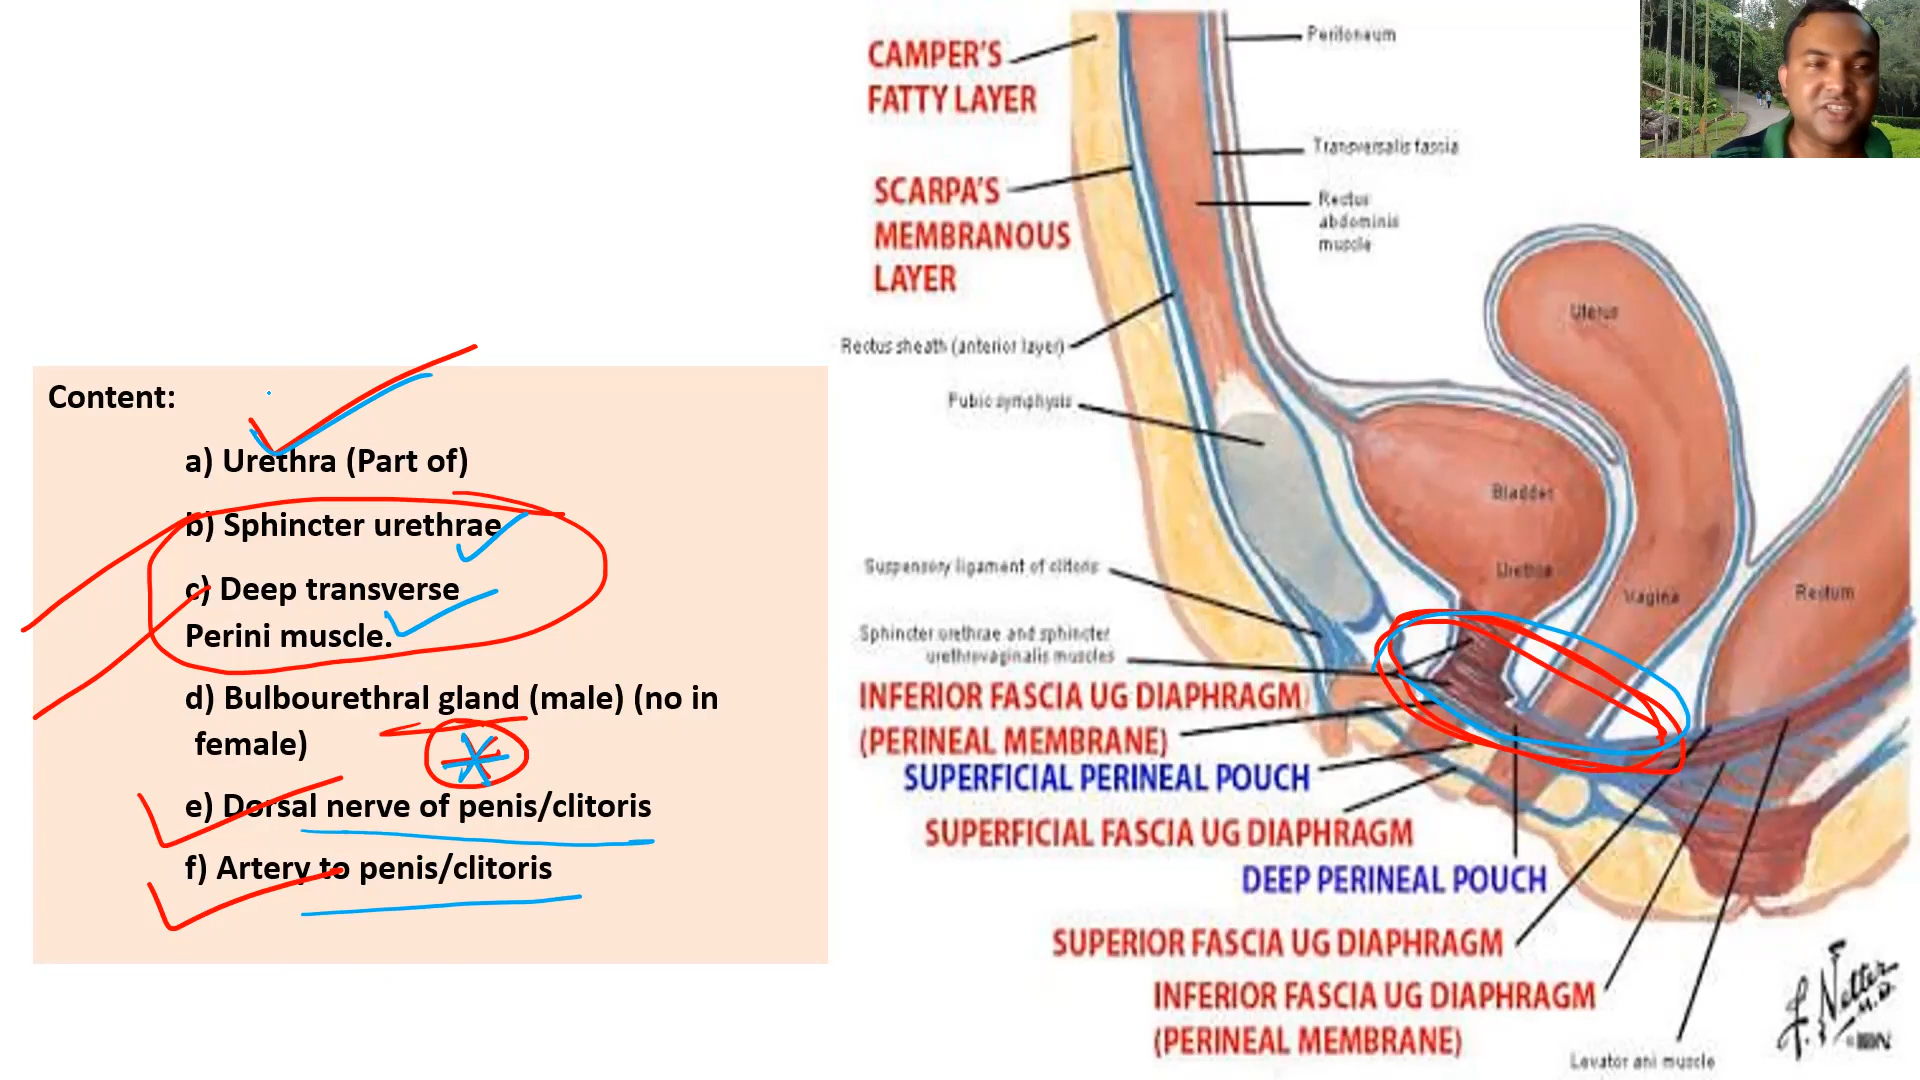 Content:
a) Urethra (Part of)
b) Sphincter urethrae
c) Deep transverse
Perini muscle.
d) Bulbourethral gland (male) (no in
female)
e) Dorsal nerve of penis/clitoris
f) Artery to penis/clitoris
CAMPER'S
FATTY LAYER
SCARPA'S
MEMBRANOUS
LAYER
Rectus sheath (anterior layer)
Pubic symphysis
Suspensory ligament of clitoris
Sphincter urethrae and sphincter
urethrovaginalis muscles
INFERIOR FASCIA UG DIAPHRAGM
(PERINEAL MEMBRANE)
SUPERFICIAL PERINEAL POUCH
SUPERFICIAL FASCIA UG DIAPHRAGM
DEEP PERINEAL POUCH
SUPERIOR FASCIA UG DIAPHRAGM
INFERIOR FASCIA UG DIAPHRAGM
(PERINEAL MEMBRANE)
Levator ani muscle
Peritoneum
Transversalis fascia
Rectus
abdominis
muscle
Uterus
Bladder
Urethra
Vagina
Rectum
F. Netter
M.D.